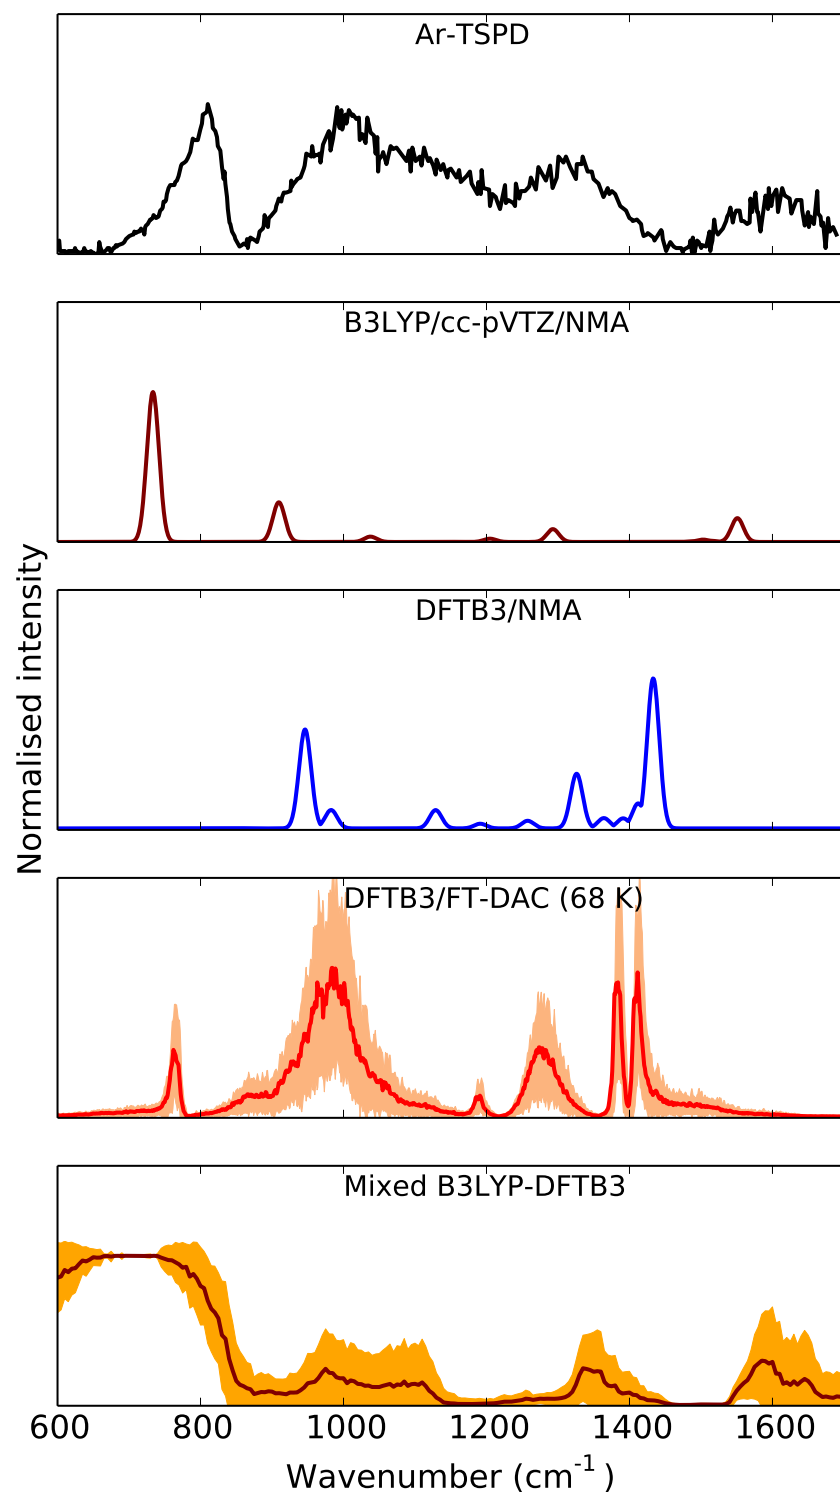 Ar-TSPD
B3LYP/cc-pVTZ/NMA
DFTB3/NMA
DFTB3/FT-DAC (68 K)
Mixed B3LYP-DFTB3
Normalised intensity
600 800 1000 1200 1400 1600
Wavenumber (cm⁻¹)